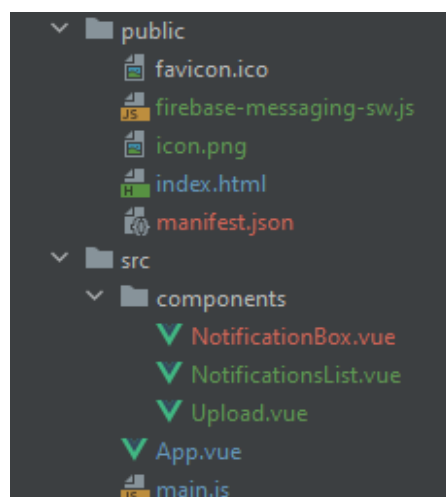 public
favicon.ico
firebase-messaging-sw.js
icon.png
index.html
manifest.json
src
components
NotificationBox.vue
NotificationsList.vue
Upload.vue
App.vue
main.js